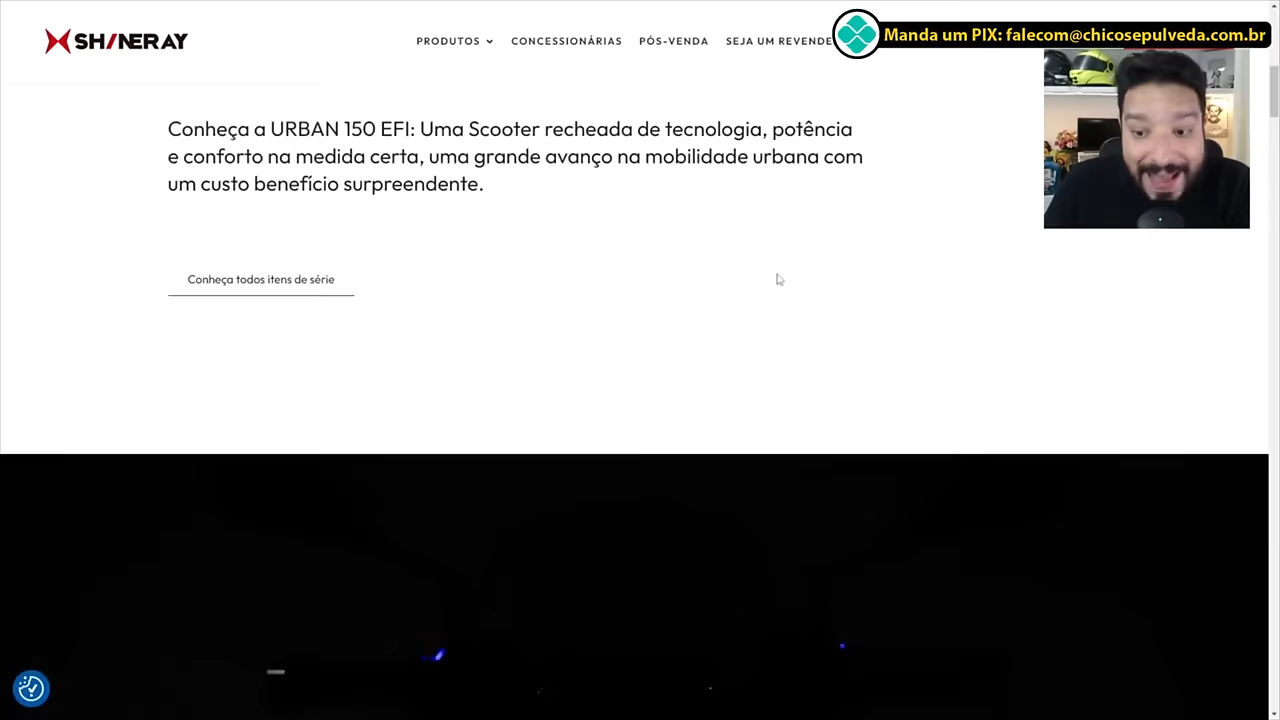 SHINERAY
PRODUTOS
CONCESSIONÁRIAS
PÓS-VENDA
SEJA UM REVENDE
Manda um PIX: falecom@chicosepulveda.com.br
Conheça a URBAN 150 EFI: Uma Scooter recheada de tecnologia, potência
e conforto na medida certa, uma grande avanço na mobilidade urbana com
um custo benefício surpreendente.
Conheça todos itens de série